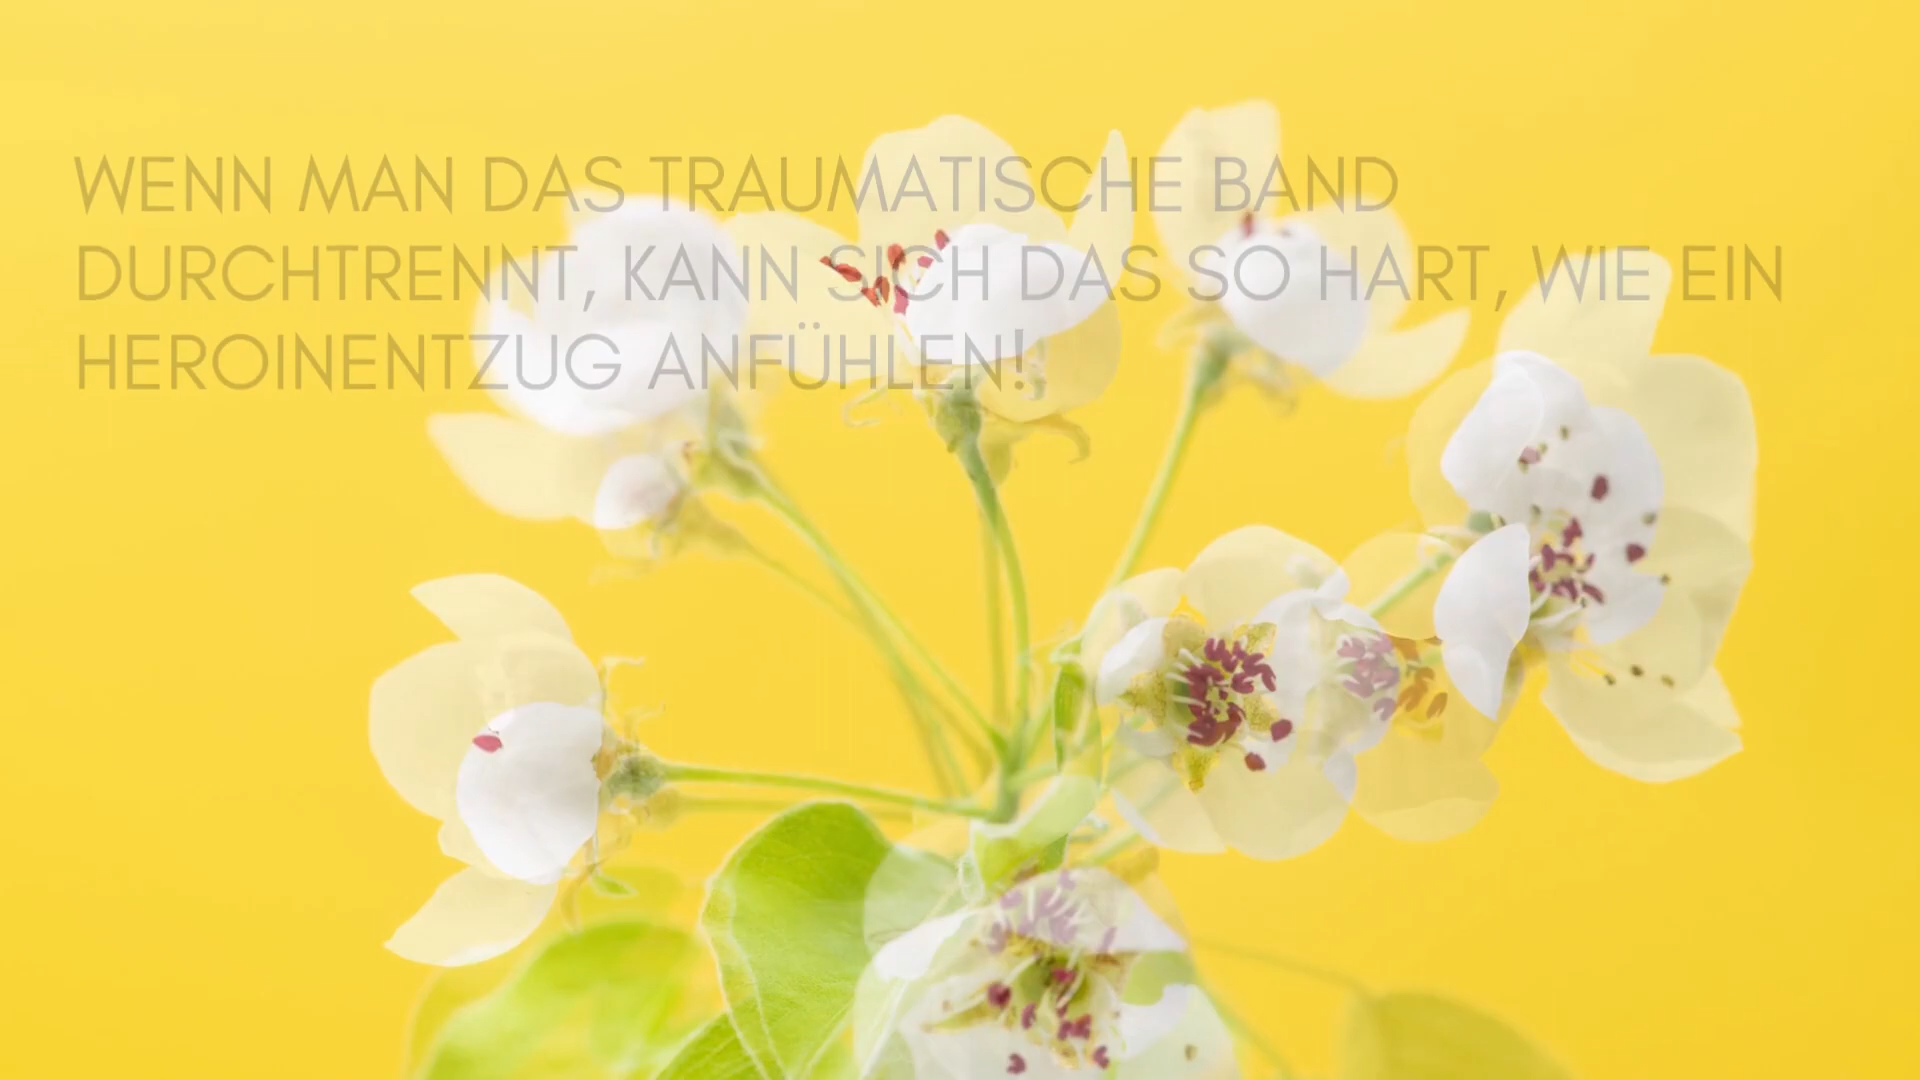 WENN MAN DAS TRAUMATISCHE BAND
DURCHTRENNT, KANN SICH DAS SO HART, WIE EIN
HEROINENTZUG ANFÜHLEN!